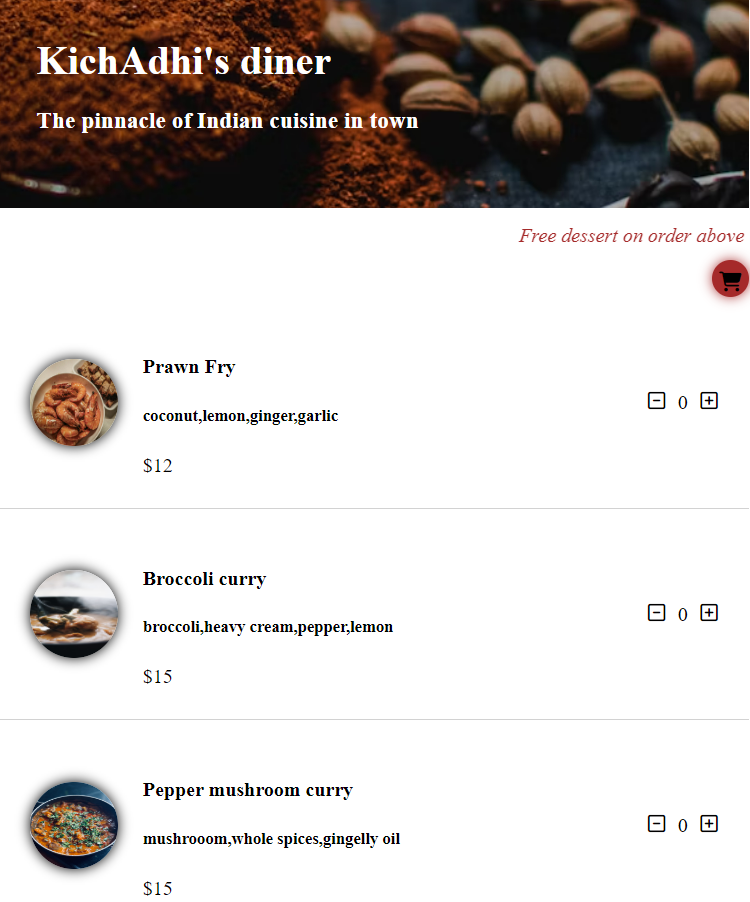 KichAdhi's diner
The pinnacle of Indian cuisine in town
Free dessert on order above
Prawn Fry
coconut,lemon,ginger,garlic
0
$12
Broccoli curry
broccoli,heavy cream,pepper,lemon
0
$15
Pepper mushroom curry
mushrooom,whole spices,gingelly oil
0
$15